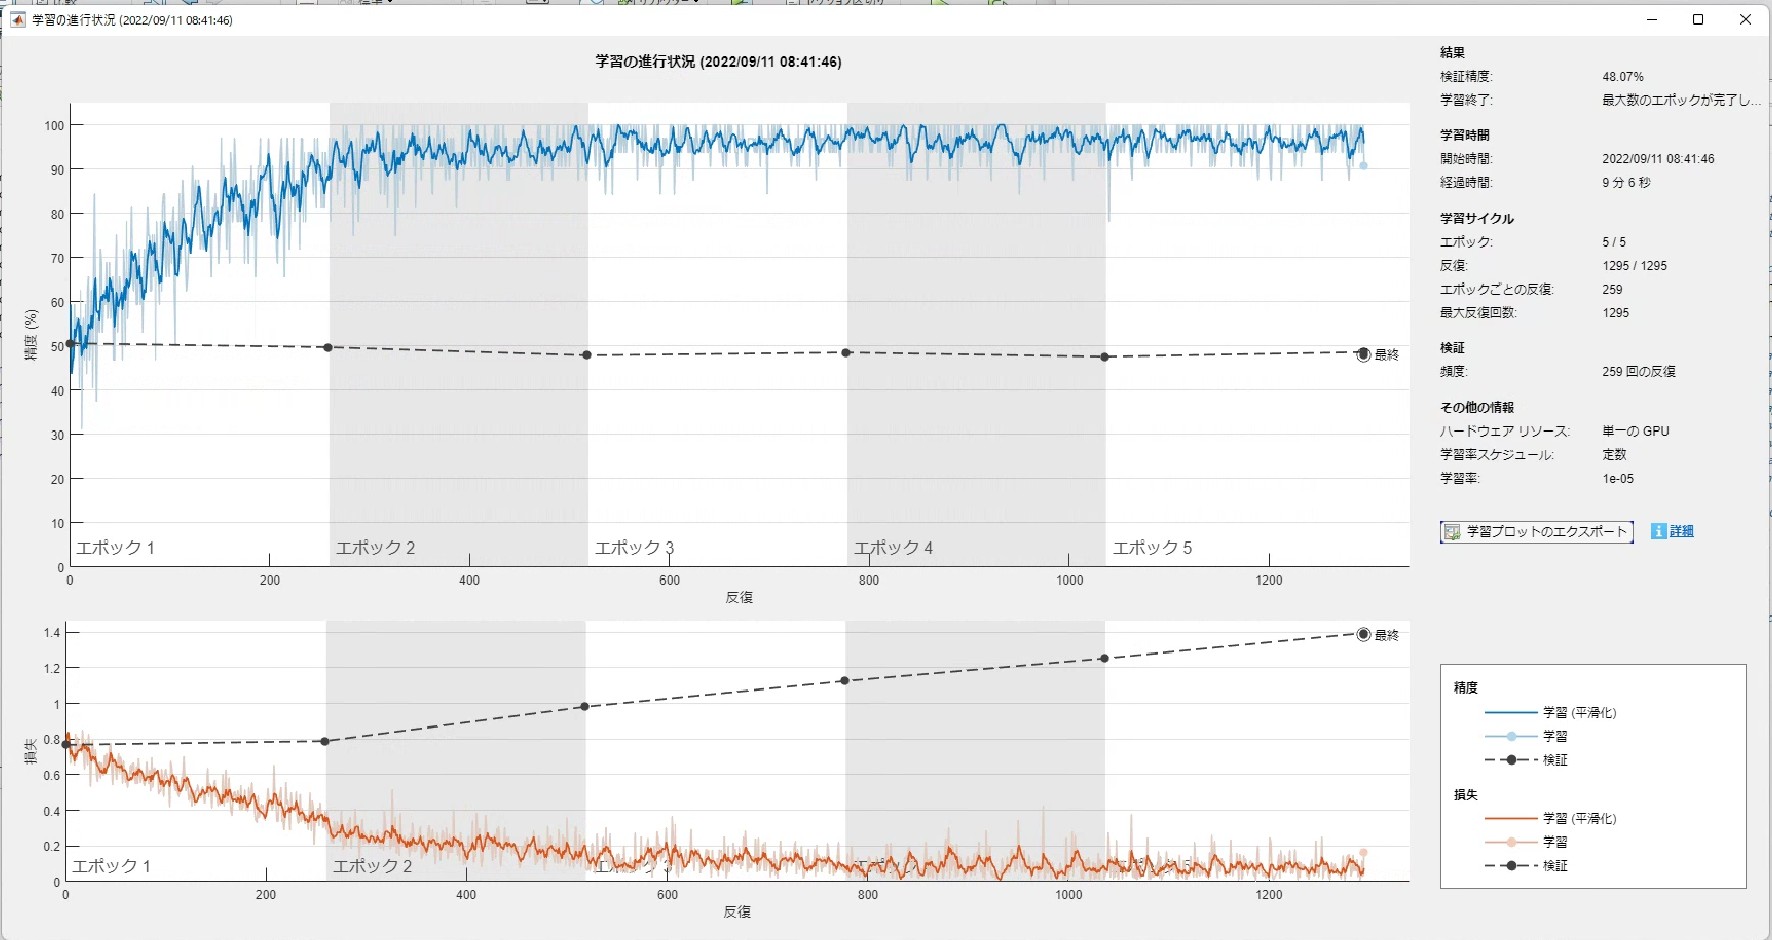 学習の進行状況 (2022/09/11 08:41:46)
学習の進行状況 (2022/09/11 08:41:46)
精度 (%)
100
90
80
70
60
50
40
30
20
10
0
最終
エポック 1
エポック 2
エポック 3
エポック 4
エポック 5
0
200
400
600
800
1000
1200
反復
損失
1.4
1.2
1
0.8
0.6
0.4
0.2
0
最終
エポック 1
エポック 2
エポック 3
0
200
400
600
800
1000
1200
反復
結果
検証精度: 48.07%
学習終了: 最大数のエポックが完了し...
学習時間
開始時間: 2022/09/11 08:41:46
経過時間: 9 分 6 秒
学習サイクル
エポック: 5 / 5
反復: 1295 / 1295
エポックごとの反復: 259
最大反復回数: 1295
検証
頻度: 259 回の反復
その他の情報
ハードウェア リソース: 単一の GPU
学習率スケジュール: 定数
学習率: 1e-05
学習プロットのエクスポート
詳細
精度
学習 (平滑化)
学習
検証
損失
学習 (平滑化)
学習
検証